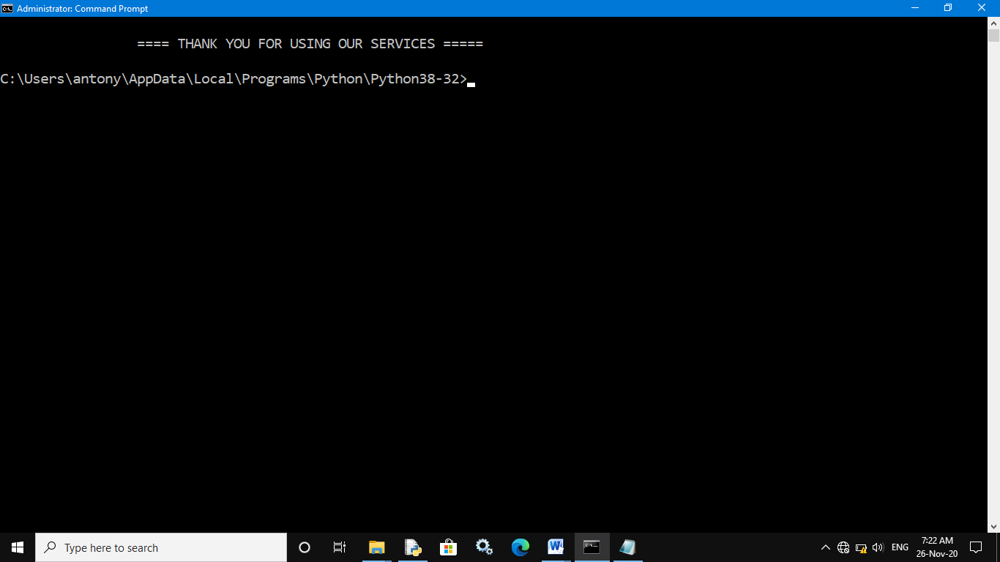 Administrator: Command Prompt
==== THANK YOU FOR USING OUR SERVICES =====
C:\Users\antony\AppData\Local\Programs\Python\Python38-32>
Type here to search
ENG
7:22 AM
26-Nov-20